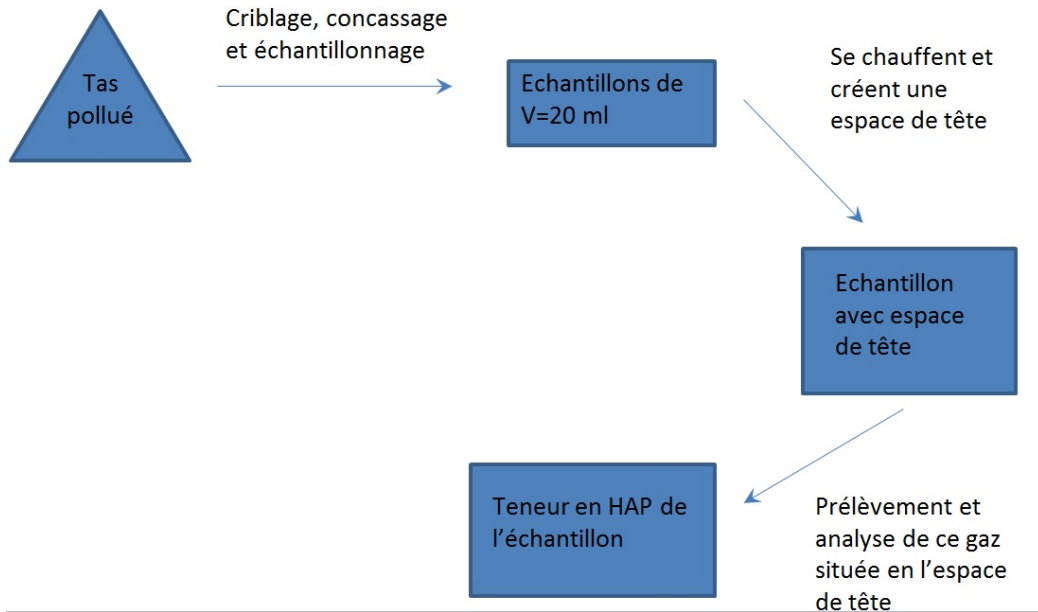 Criblage, concassage
et échantillonnage
Tas
pollué
Echantillons de
V=20 ml
Se chauffent et
créent une
espace de tête
Echantillon
avec espace
de tête
Prélèvement et
analyse de ce gaz
située en l’espace
de tête
Teneur en HAP de
l’échantillon